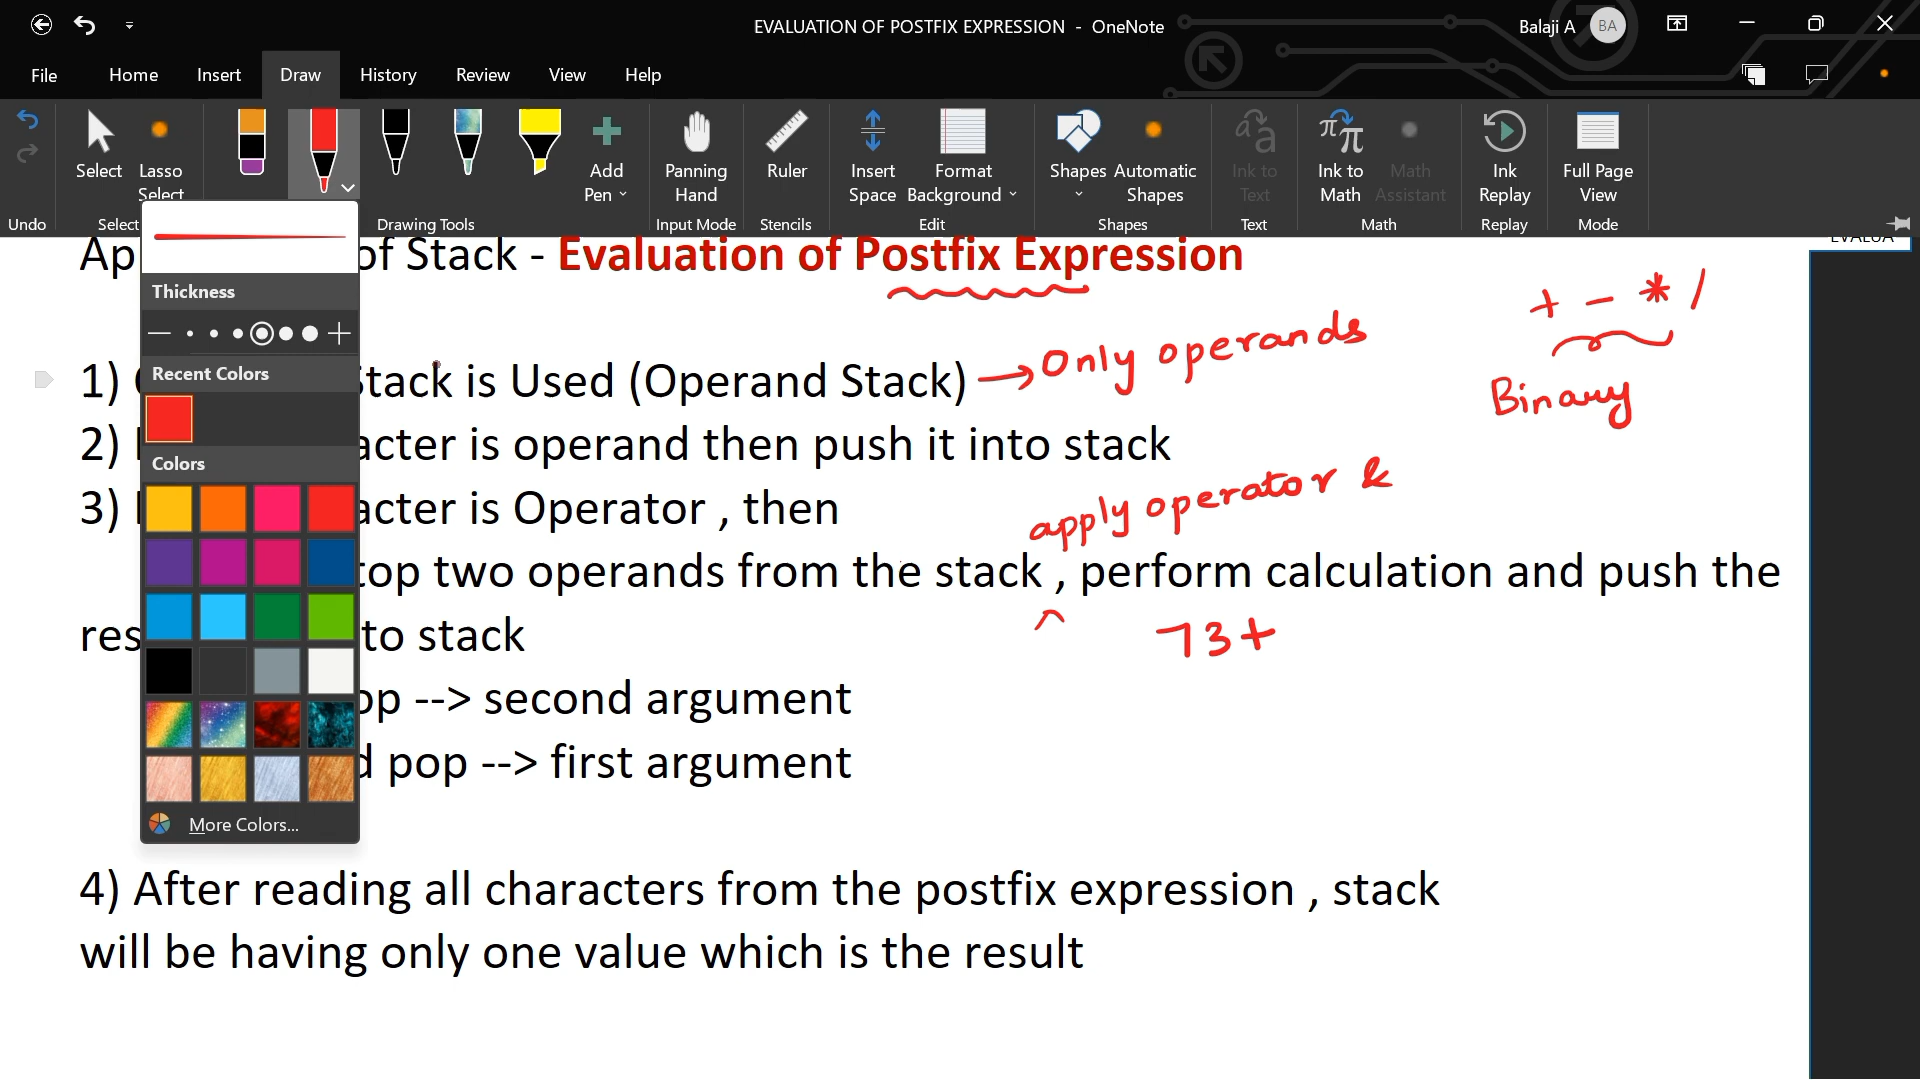 EVALUATION OF POSTFIX EXPRESSION - OneNote
Balaji A BA
File Home Insert Draw History Review View Help
Select
Lasso Select
Add Pen
Panning Hand
Ruler
Insert Space
Format Background
Shapes
Automatic Shapes
Ink to Text
Ink to Math
Math Assistant
Ink Replay
Full Page View
Undo Select Drawing Tools Input Mode Stencils Edit Shapes Text Math Replay Mode
Ap of Stack - Evaluation of Postfix Expression
EVALUA
Thickness
+ - * /
1) Stack is Used (Operand Stack) → Only operands
Recent Colors
Binary
2) acter is operand then push it into stack
Colors
3) acter is Operator , then
apply operator &
top two operands from the stack , perform calculation and push the
res to stack
73+
op --> second argument
d pop --> first argument
More Colors...
4) After reading all characters from the postfix expression , stack
will be having only one value which is the result